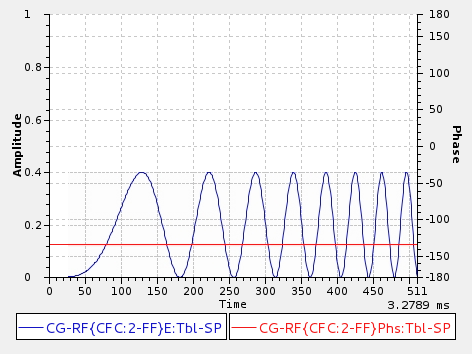 1
0.8
0.6
0.4
0.2
0
Amplitude
180
150
100
50
0
-50
-100
-150
-180
Phase
0 50 100 150 200 250 300 350 400 450 511
Time
3.2789 ms
CG-RF{CFC:2-FF}E:Tbl-SP CG-RF{CFC:2-FF}Phs:Tbl-SP